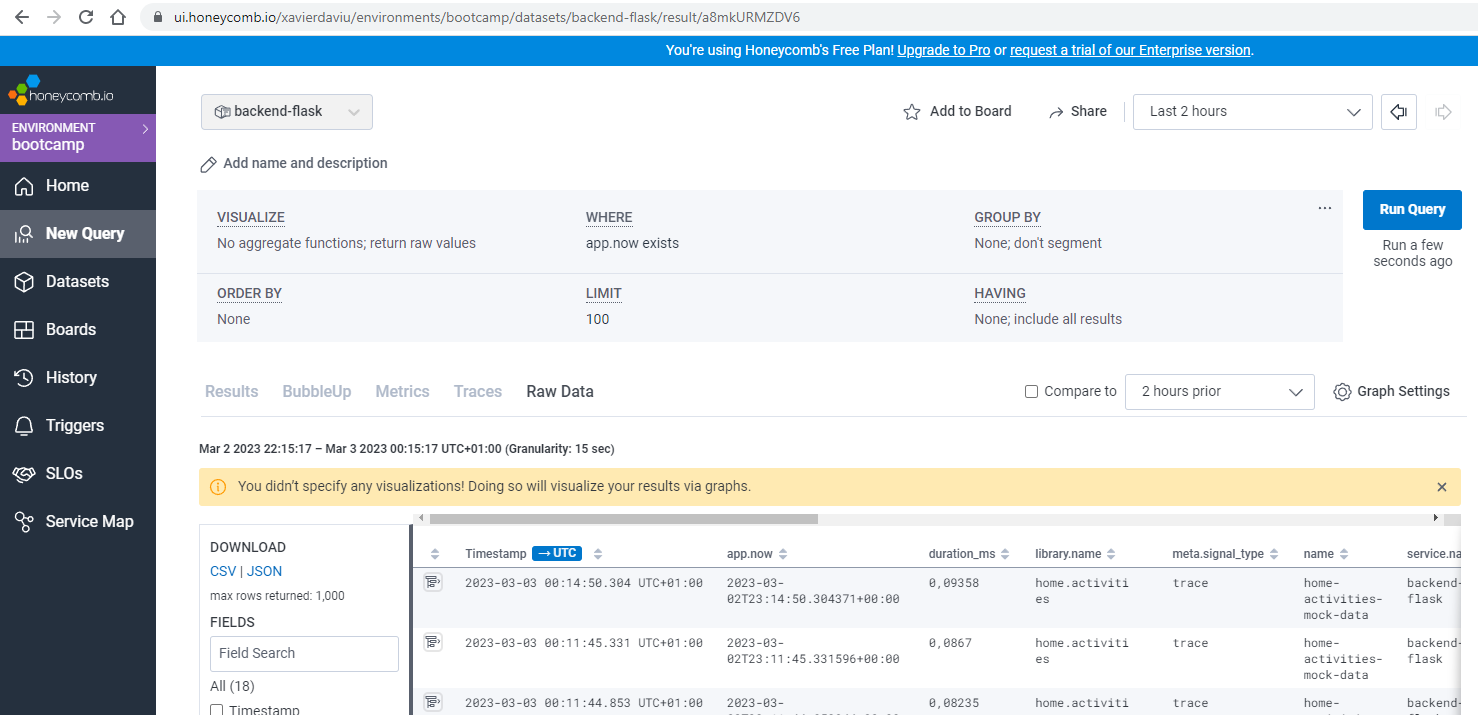 ui.honeycomb.io/xavierdaviu/environments/bootcamp/datasets/backend-flask/result/a8mkURMZDV6
You're using Honeycomb's Free Plan! Upgrade to Pro or request a trial of our Enterprise version.
honeycomb.io
ENVIRONMENT
bootcamp
Home
New Query
Datasets
Boards
History
Triggers
SLOs
Service Map
backend-flask
Add to Board
Share
Last 2 hours
Add name and description
VISUALIZE WHERE GROUP BY
No aggregate functions; return raw values app.now exists None; don't segment
ORDER BY LIMIT HAVING
None 100 None; include all results
Run Query
Run a few
seconds ago
Results BubbleUp Metrics Traces Raw Data
Compare to 2 hours prior Graph Settings
Mar 2 2023 22:15:17 – Mar 3 2023 00:15:17 UTC+01:00 (Granularity: 15 sec)
You didn't specify any visualizations! Doing so will visualize your results via graphs.
DOWNLOAD
CSV | JSON
max rows returned: 1,000
FIELDS
Field Search
All (18)
Timestamp
Timestamp → UTC app.now duration_ms library.name meta.signal_type name service.na
2023-03-03 00:14:50.304 UTC+01:00 2023-03- 0,09358 home.activiti trace home- backend-
02T23:14:50.304371+00:00 es activities- flask
mock-data
2023-03-03 00:11:45.331 UTC+01:00 2023-03- 0,0867 home.activiti trace home- backend-
02T23:11:45.331596+00:00 es activities- flask
mock-data
2023-03-03 00:11:44.853 UTC+01:00 2023-03- 0,08235 home.activiti trace home- backend-